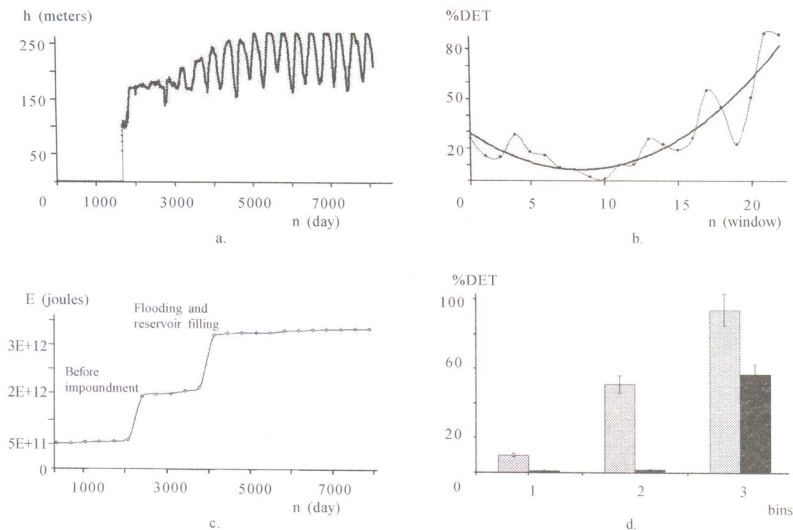 h (meters)
250
150
50
0
1000
3000
5000
7000
n (day)
a.
%DET
80
50
20
0
5
10
15
20
n (window)
b.
E (joules)
Flooding and
reservoir filling
3E+12
Before
impoundment
2E+12
5E+11
0
1000
2000
3000
4000
5000
7000
n (day)
c.
%DET
100
60
20
0
1
2
3
bins
d.